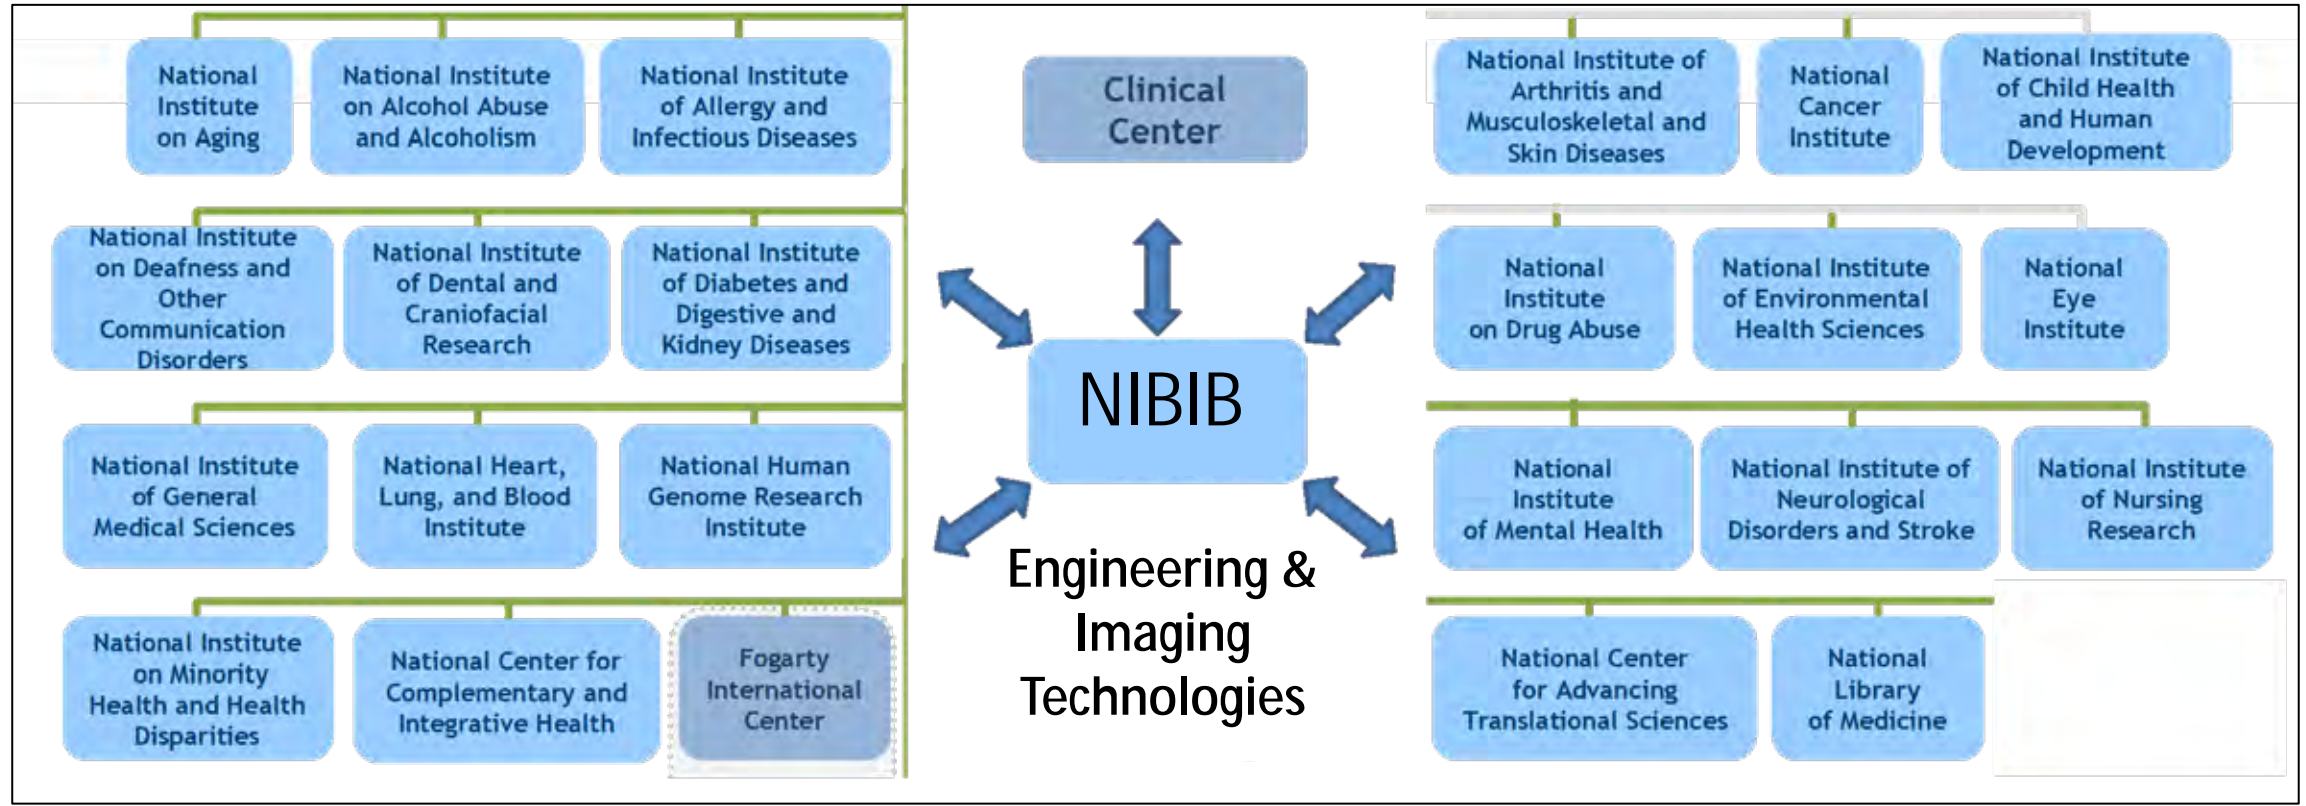 National
Institute
on Aging
National Institute
on Alcohol Abuse
and Alcoholism
National Institute
of Allergy and
Infectious Diseases
Clinical
Center
National Institute of
Arthritis and
Musculoskeletal and
Skin Diseases
National
Cancer
Institute
National Institute
of Child Health
and Human
Development
National Institute
on Deafness and
Other
Communication
Disorders
National Institute
of Dental and
Craniofacial
Research
National Institute
of Diabetes and
Digestive and
Kidney Diseases
National
Institute
on Drug Abuse
National Institute
of Environmental
Health Sciences
National
Eye
Institute
NIBIB
National Institute
of General
Medical Sciences
National Heart,
Lung, and Blood
Institute
National Human
Genome Research
Institute
National
Institute
of Mental Health
National Institute of
Neurological
Disorders and Stroke
National Institute
of Nursing
Research
Engineering &
Imaging
Technologies
National Institute
on Minority
Health and Health
Disparities
National Center for
Complementary and
Integrative Health
Fogarty
International
Center
National Center
for Advancing
Translational Sciences
National
Library
of Medicine